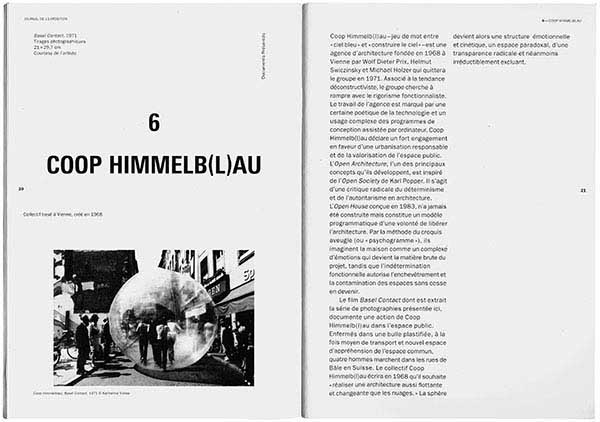 JOURNAL DE L'EXPOSITION
Basel Contact, 1971
Tirages photographiques
21 × 29,7 cm
Courtesy de l'artiste
Documents Présentés
6
COOP HIMMELB(L)AU
20
Collectif basé à Vienne, créé en 1968
Coop Himmelb(l)au, Basel Contact, 1971 ©
6 — COOP HIMMELB(L)AU
Coop Himmelb(l)au – jeu de mot entre
« ciel bleu » et « construire le ciel » – est une
agence d'architecture fondée en 1968 à
Vienne par Wolf Dieter Prix, Helmut
Swiczinsky et Michael Holzer qui quittera
le groupe en 1971. Associé à la tendance
déconstructiviste, le groupe cherche à
rompre avec le rigorisme fonctionnaliste.
Le travail de l'agence est marqué par une
certaine poétique de la technologie et un
usage complexe des programmes de
conception assistée par ordinateur. Coop
Himmelb(l)au déclare un fort engagement
en faveur d'une urbanisation responsable
et de la valorisation de l'espace public.
L'Open Architecture, l'un des principaux
concepts qu'ils développent, est inspiré
de l'Open Society de Karl Popper. Il s'agit
d'une critique radicale du déterminisme
et de l'autoritarisme en architecture.
L'Open House conçue en 1983, n'a jamais
été construite mais constitue un modèle
programmatique d'une volonté de libérer
l'architecture. Par la méthode du croquis
aveugle (ou « psychogramme »), ils
imaginent la maison comme un complexe
d'émotions qui devient la matière brute du
projet, tandis que l'indétermination
fonctionnelle autorise l'enchevêtrement et
la contamination des espaces sans cesse
en devenir.
Le film Basel Contact dont est extrait
la série de photographies présentée ici,
documente une action de Coop
Himmelb(l)au dans l'espace public.
Enfermés dans une bulle plastifiée, à la
fois moyen de transport et nouvel espace
d'appréhension de l'espace commun,
quatre hommes marchent dans les rues de
Bâle en Suisse. Le collectif Coop
Himmelb(l)au écrira en 1968 qu'il souhaite
« réaliser une architecture aussi flottante
et changeante que les nuages. » La sphère
devient alors une structure émotionnelle
et cinétique, un espace paradoxal, d'une
transparence radicale et néanmoins
irréductiblement excluant.
21